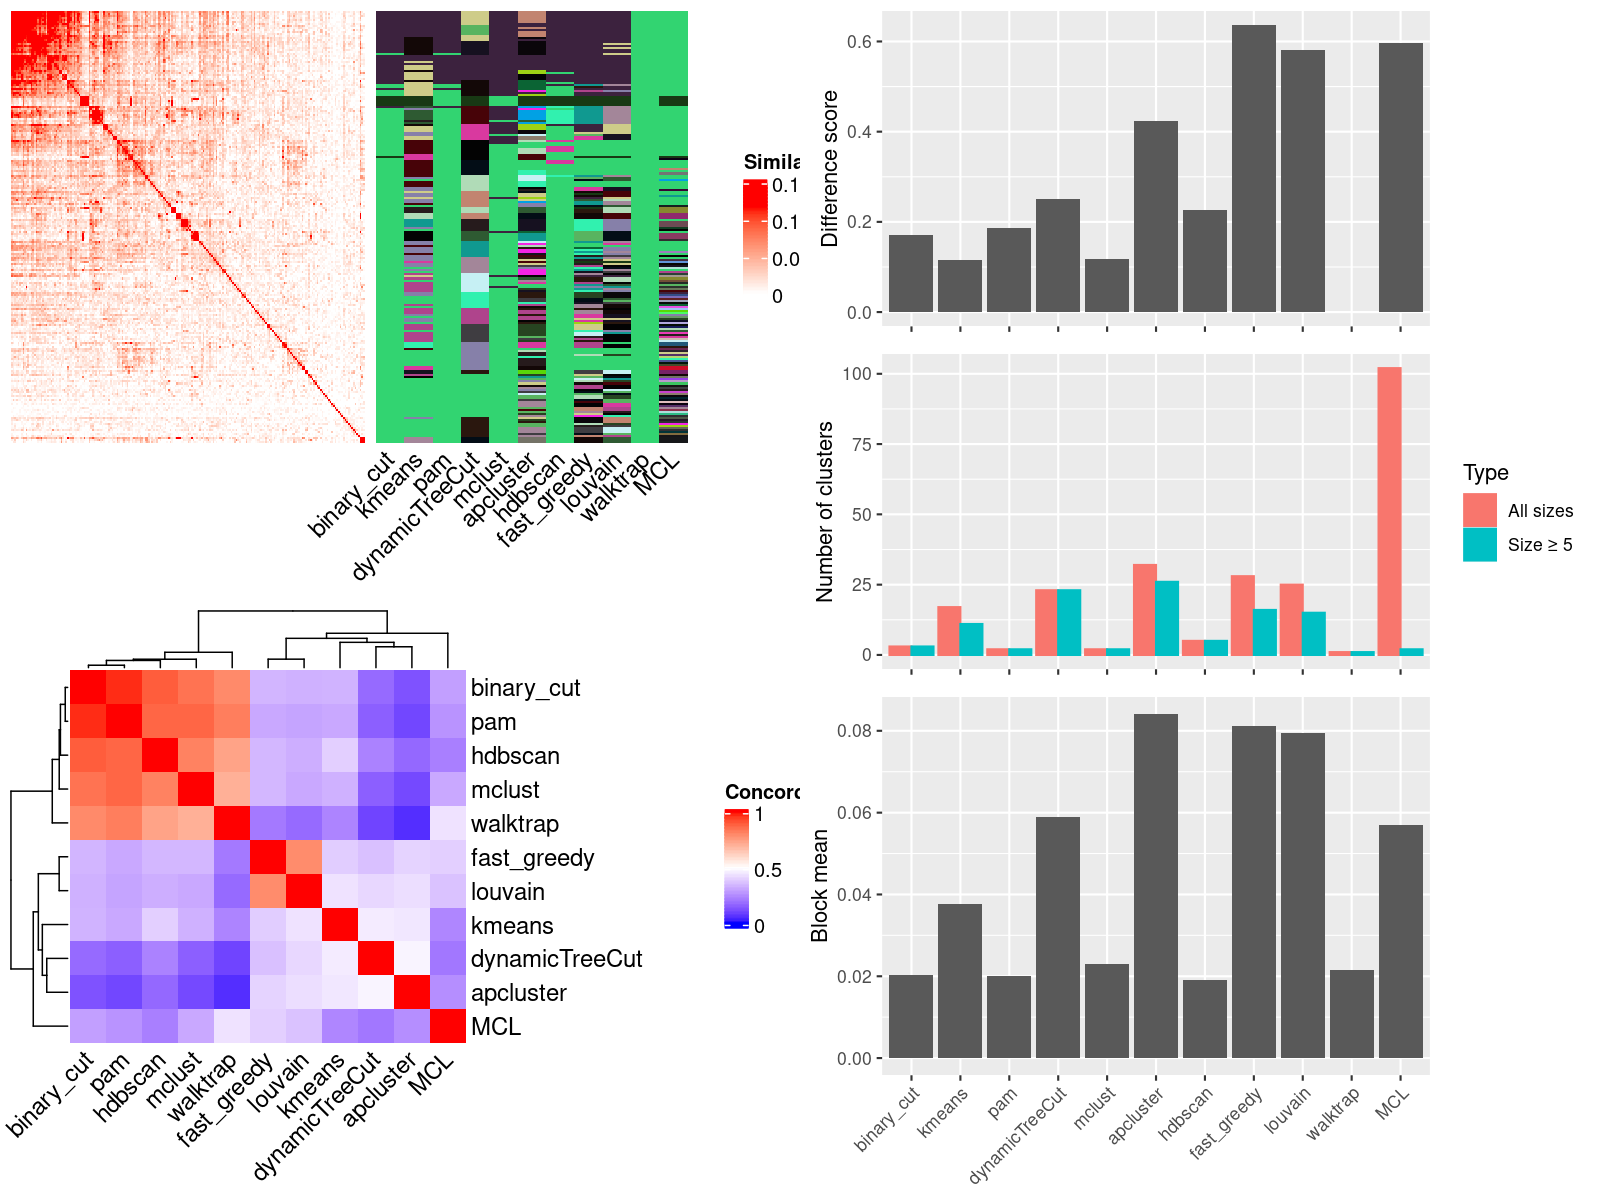 Simila
0.1
0.1
0.0
0
binary_cut
kmeans
pam
dynamicTreeCut
mclust
apcluster
hdbscan
fast_greedy
louvain
walktrap
MCL
binary_cut
pam
hdbscan
mclust
walktrap
fast_greedy
louvain
kmeans
dynamicTreeCut
apcluster
MCL
Concord
1
0.5
0
binary_cut
pam
hdbscan
mclust
walktrap
fast_greedy
louvain
kmeans
dynamicTreeCut
apcluster
MCL
Difference score
0.6
0.4
0.2
0.0
Number of clusters
100
75
50
25
0
Type
All sizes
Size ≥ 5
Block mean
0.08
0.06
0.04
0.02
0.00
binary_cut
kmeans
pam
dynamicTreeCut
mclust
apcluster
hdbscan
fast_greedy
louvain
walktrap
MCL